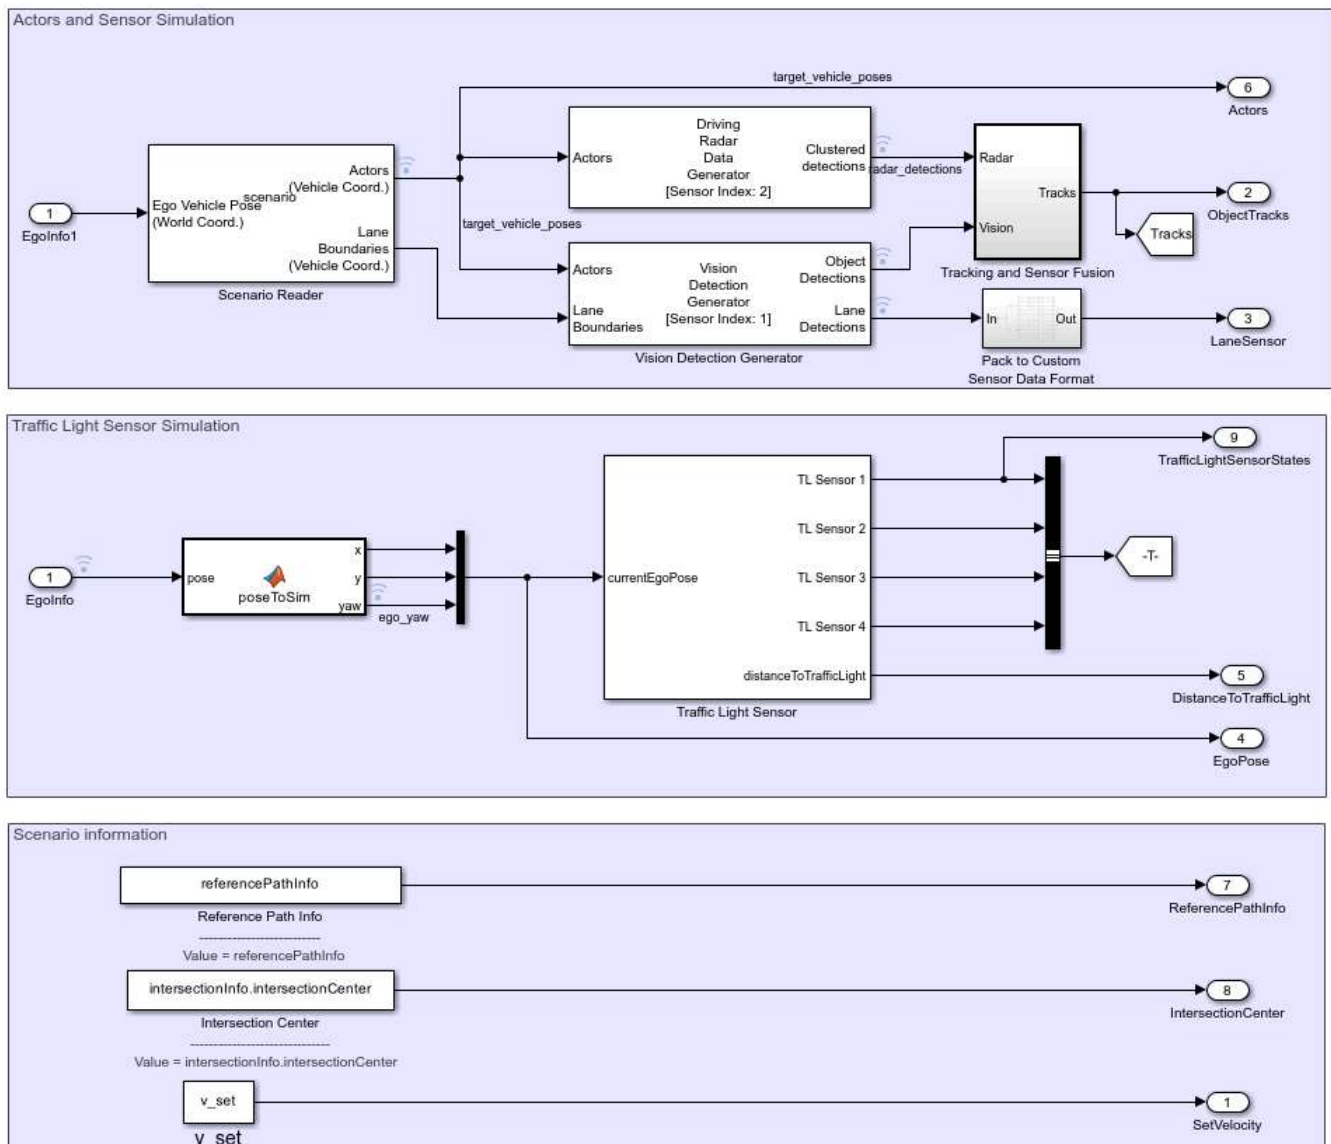 Actors and Sensor Simulation
target_vehicle_poses
6
Actors
Driving
Radar
Data
Generator
[Sensor Index: 2]
Actors
Clustered
detections
radar_detections
Radar
Vision
Tracks
Tracking and Sensor Fusion
2
ObjectTracks
Tracks
1
EgoInfo1
Ego Vehicle Pose
(World Coord.)
scenario
Actors
(Vehicle Coord.)
Lane
Boundaries
(Vehicle Coord.)
Scenario Reader
target_vehicle_poses
Actors
Lane
Boundaries
Vision
Detection
Generator
[Sensor Index: 1]
Object
Detections
Lane
Detections
Vision Detection Generator
In
Out
Pack to Custom
Sensor Data Format
3
LaneSensor
Traffic Light Sensor Simulation
9
TrafficLightSensorStates
1
EgoInfo
pose
poseToSim
x
y
yaw
ego_yaw
currentEgoPose
TL Sensor 1
TL Sensor 2
TL Sensor 3
TL Sensor 4
distanceToTrafficLight
Traffic Light Sensor
-T-
5
DistanceToTrafficLight
4
EgoPose
Scenario information
referencePathInfo
Reference Path Info
---------------------------
Value = referencePathInfo
7
ReferencePathInfo
intersectionInfo.intersectionCenter
Intersection Center
-------------------------------
Value = intersectionInfo.intersectionCenter
8
IntersectionCenter
v_set
v_set
1
SetVelocity